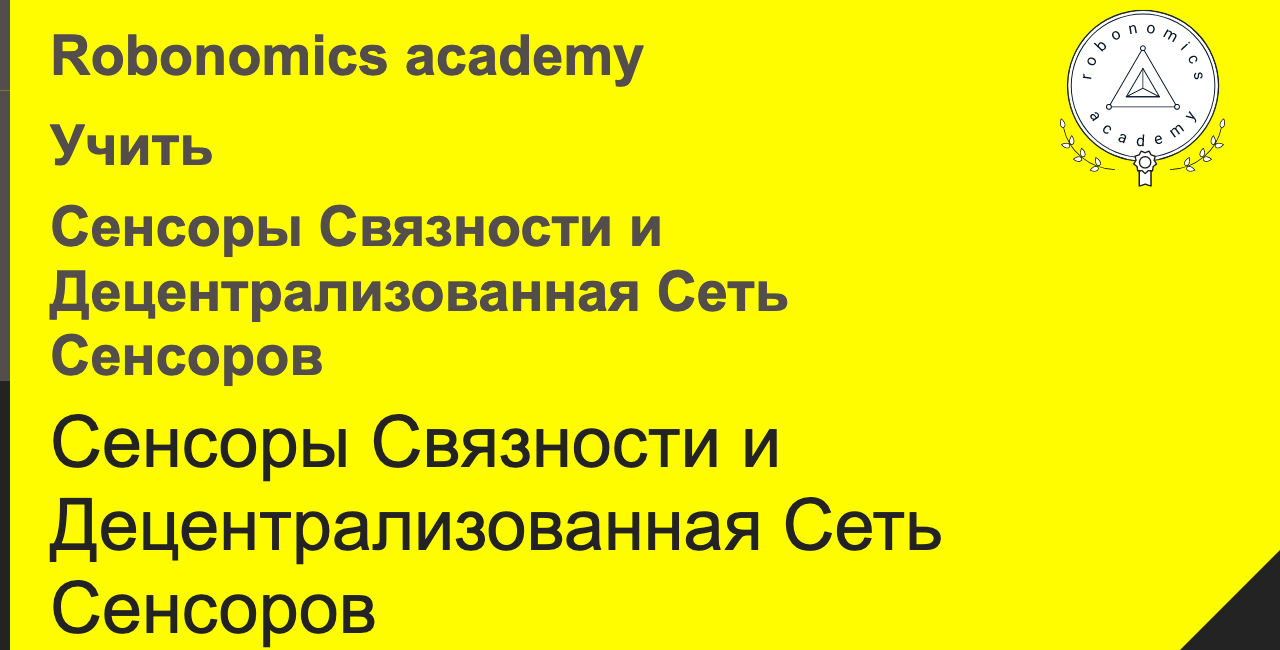 Robonomics academy
robonomics
academy
Учить
Сенсоры Связности и
Децентрализованная Сеть
Сенсоров
Сенсоры Связности и
Децентрализованная Сеть
Сенсоров